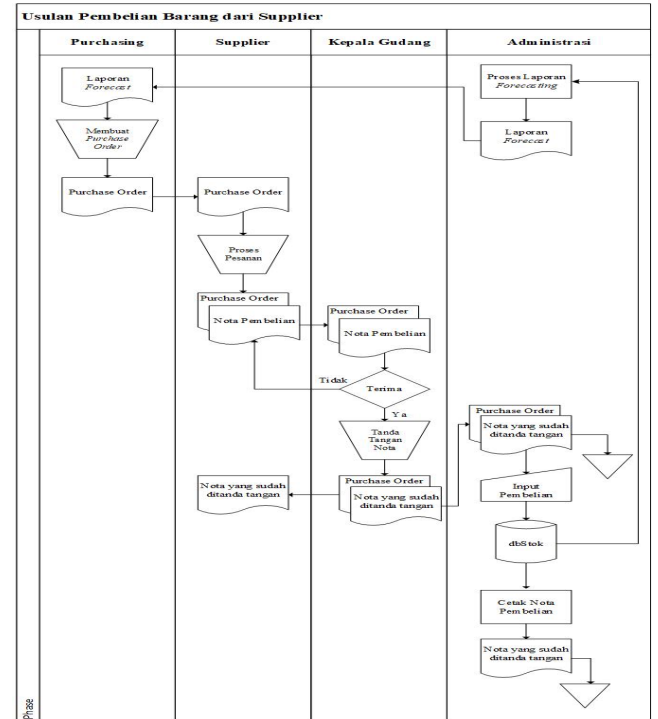 Usulan Pembelian Barang dari Supplier
Purchasing
Supplier
Kepala Gudang
Administrasi
Laporan
Forecast
Proses Laporan
Forecasting
Membuat
Purchase
Order
Laporan
Forecast
Purchase Order
Purchase Order
Proses
Pesanan
Purchase Order
Nota Pembelian
Purchase Order
Nota Pembelian
Tidak
Terima
Ya
Tanda
Tangan
Nota
Purchase Order
Nota yang sudah
ditanda tangan
Nota yang sudah
ditanda tangan
Purchase Order
Nota yang sudah
ditanda tangan
Input
Pembelian
dbStok
Cetak Nota
Pembelian
Nota yang sudah
ditanda tangan
Phase